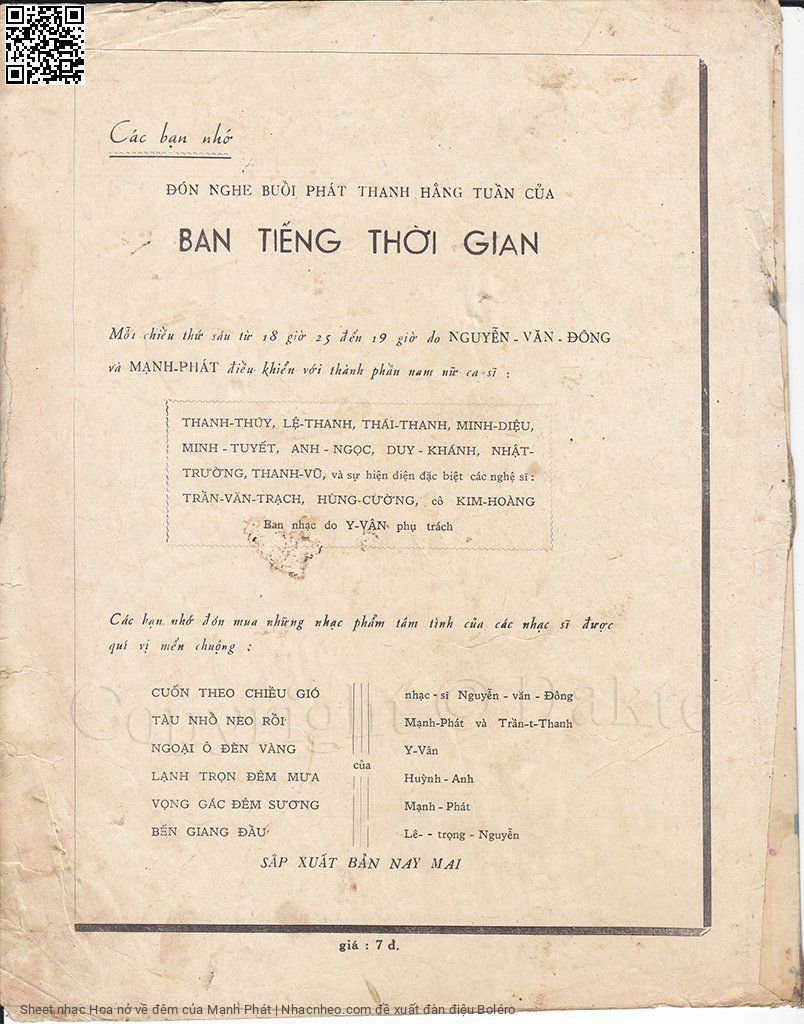 Các bạn nhớ
ĐÓN NGHE BUỒI PHÁT THANH HẰNG TUẦN CỦA
BAN TIẾNG THỜI GIAN
Mỗi chiều thứ sáu từ 18 giờ 25 đến 19 giờ do NGUYỄN - VĂN - ĐÔNG
và MẠNH-PHÁT điều khiển với thành phần nam nữ ca sĩ :
THANH-THÚY, LỆ-THANH, THÁI-THANH, MINH-DIỆU,
MINH - TUYẾT, ANH - NGỌC, DUY - KHÁNH, NHẬT-
TRƯỜNG, THANH-VŨ, và sự hiện diện đặc biệt các nghệ sĩ :
TRẦN-VĂN-TRẠCH, HÙNG-CƯỜNG, cô KIM-HOÀNG
Ban nhạc do Y-VÂN phụ trách
Các bạn nhớ đón mua những nhạc phẩm tâm tình của các nhạc sĩ được
quí vị mến chuộng :
CUỐN THEO CHIỀU GIÓ nhạc - sĩ Nguyễn - văn - Đông
TÀU NHỔ NEO RỒI Mạnh-Phát và Trần-t-Thanh
NGOẠI Ô ĐÈN VÀNG Y-Vân
của
LẠNH TRỌN ĐÊM MƯA Huỳnh - Anh
VỌNG GÁC ĐÊM SƯƠNG Mạnh - Phát
BẾN GIANG ĐẦU Lê- - trọng - Nguyễn
SẮP XUẤT BẢN NAY MAI
giá : 7 đ.
Sheet nhạc Hoa nở về đêm của Mạnh Phát | Nhacnheo.com đề xuất đàn điệu Boléro